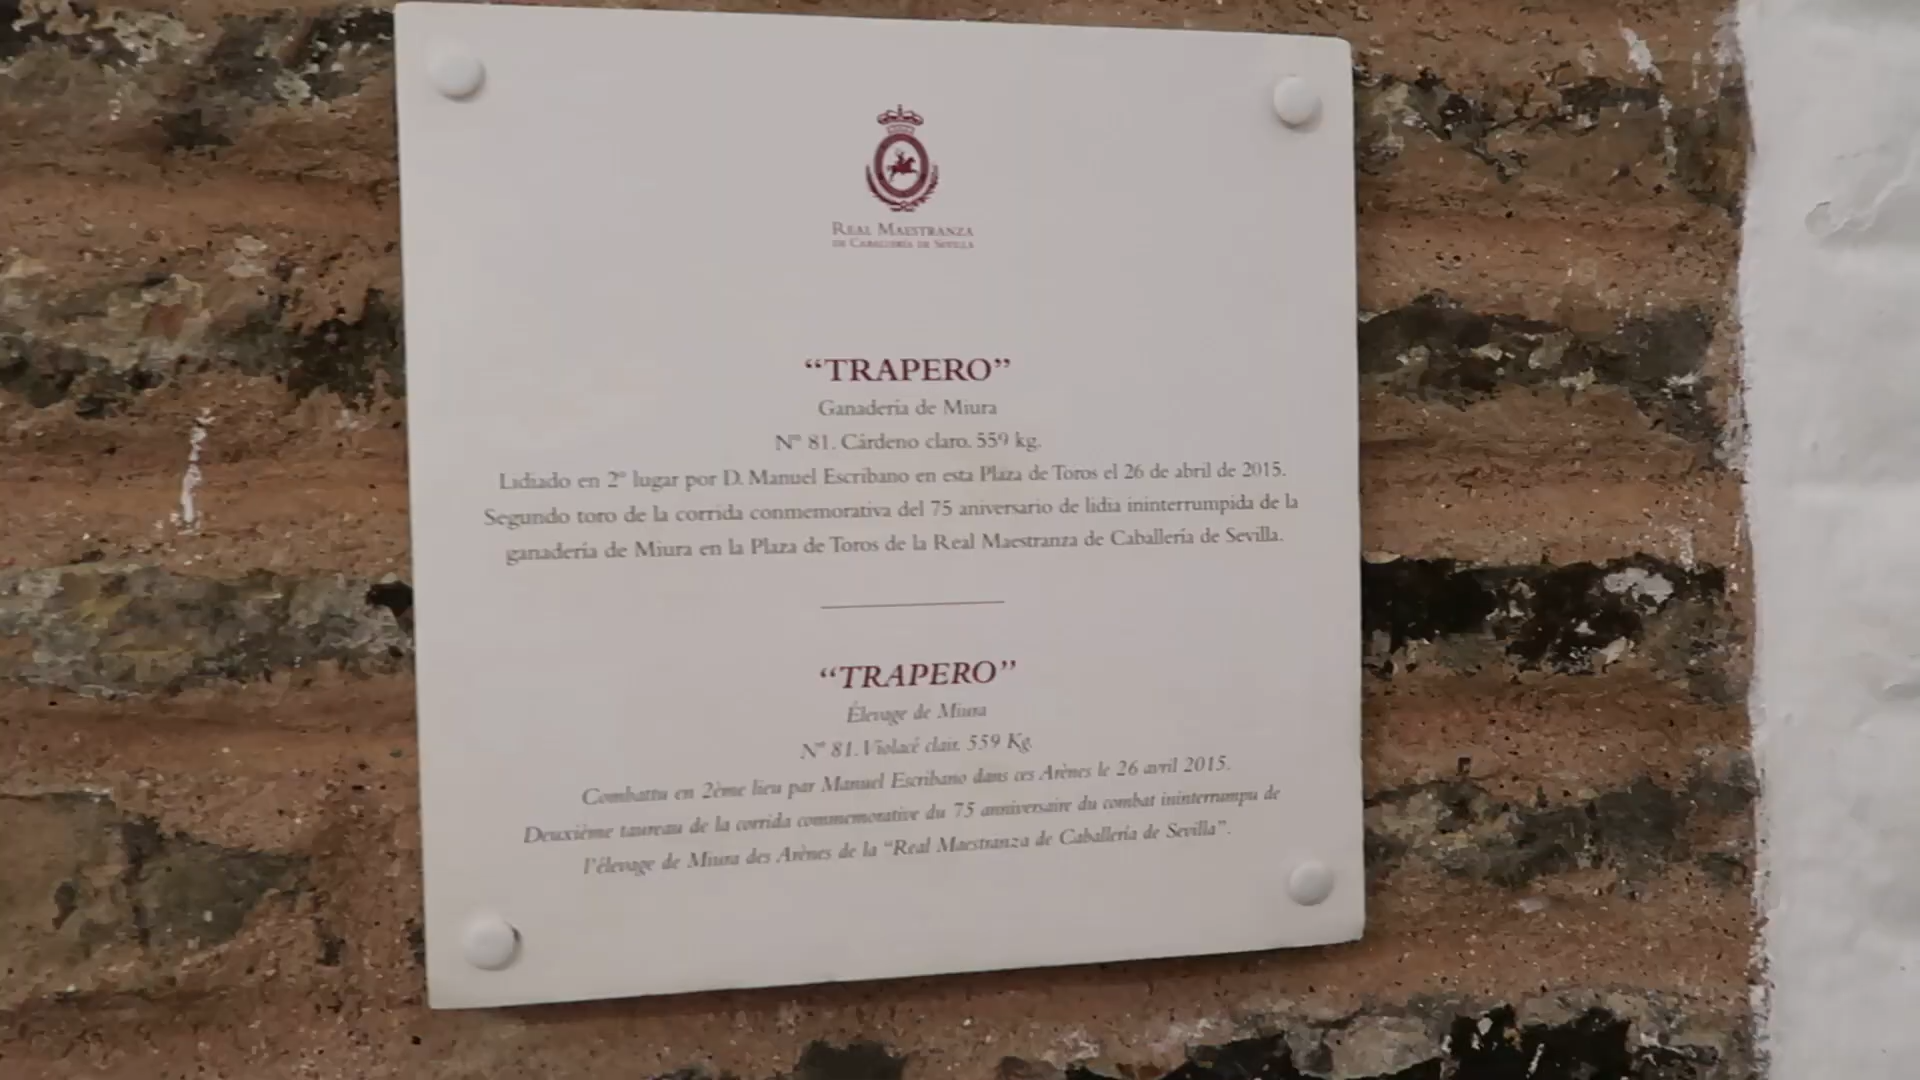 REAL MAESTRANZA
DE CABALLERÍA DE SEVILLA
“TRAPERO”
Ganadería de Miura
Nº 81. Cárdeno claro. 559 kg.
Lidiado en 2º lugar por D. Manuel Escribano en esta Plaza de Toros el 26 de abril de 2015.
Segundo toro de la corrida conmemorativa del 75 aniversario de lidia ininterrumpida de la
ganadería de Miura en la Plaza de Toros de la Real Maestranza de Caballería de Sevilla.
“TRAPERO”
Élevage de Miura
Nº 81. Violacé clair. 559 Kg.
Combattu en 2ème lieu par Manuel Escribano dans ces Arènes le 26 avril 2015.
Deuxième taureau de la corrida commemorative du 75 anniversaire du combat ininterrumpu de
l’élevage de Miura des Arènes de la “Real Maestranza de Caballería de Sevilla”.